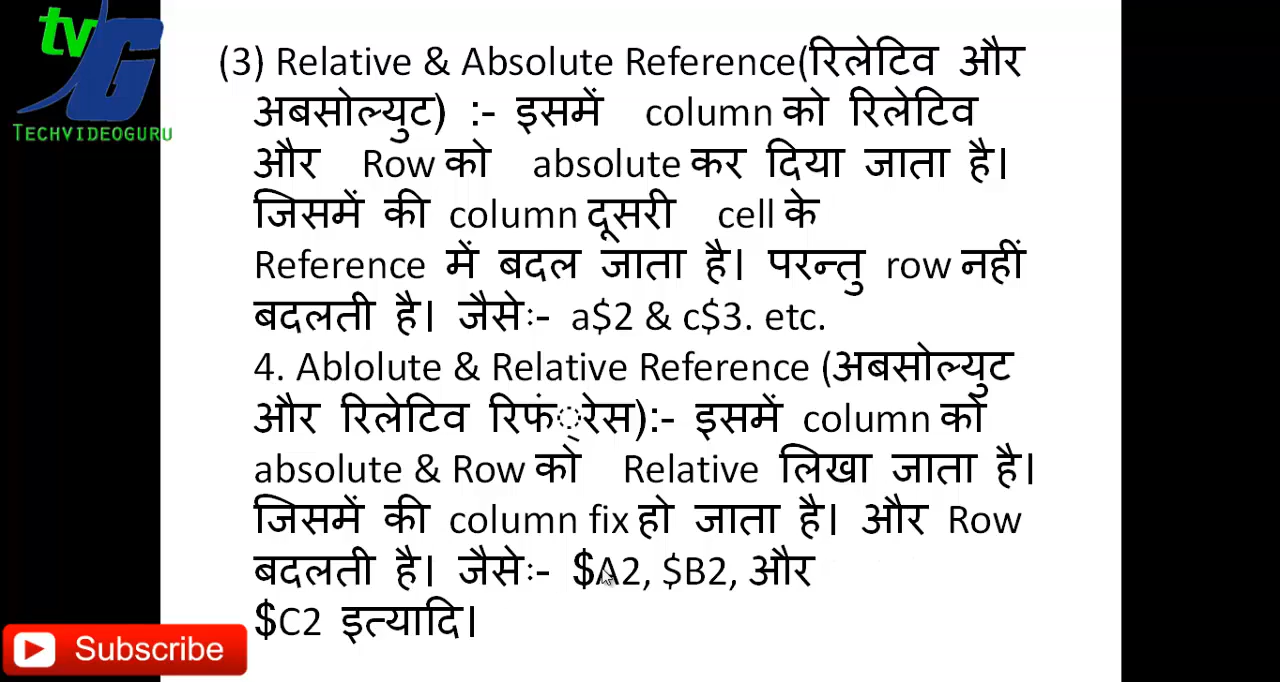 tv
G
TECHVIDEOGURU
(3) Relative & Absolute Reference(रिलेटिव और
अबसोल्युट) :- इसमें column को रिलेटिव
और Row को absolute कर दिया जाता है।
जिसमें की column दूसरी cell के
Reference में बदल जाता है। परन्तु row नहीं
बदलती है। जैसेः- a$2 & c$3. etc.
4. Ablolute & Relative Reference (अबसोल्युट
और रिलेटिव रिफं्रेस):- इसमें column को
absolute & Row को Relative लिखा जाता है।
जिसमें की column fix हो जाता है। और Row
बदलती है। जैसेः- $A2, $B2, और
$C2 इत्यादि।
Subscribe